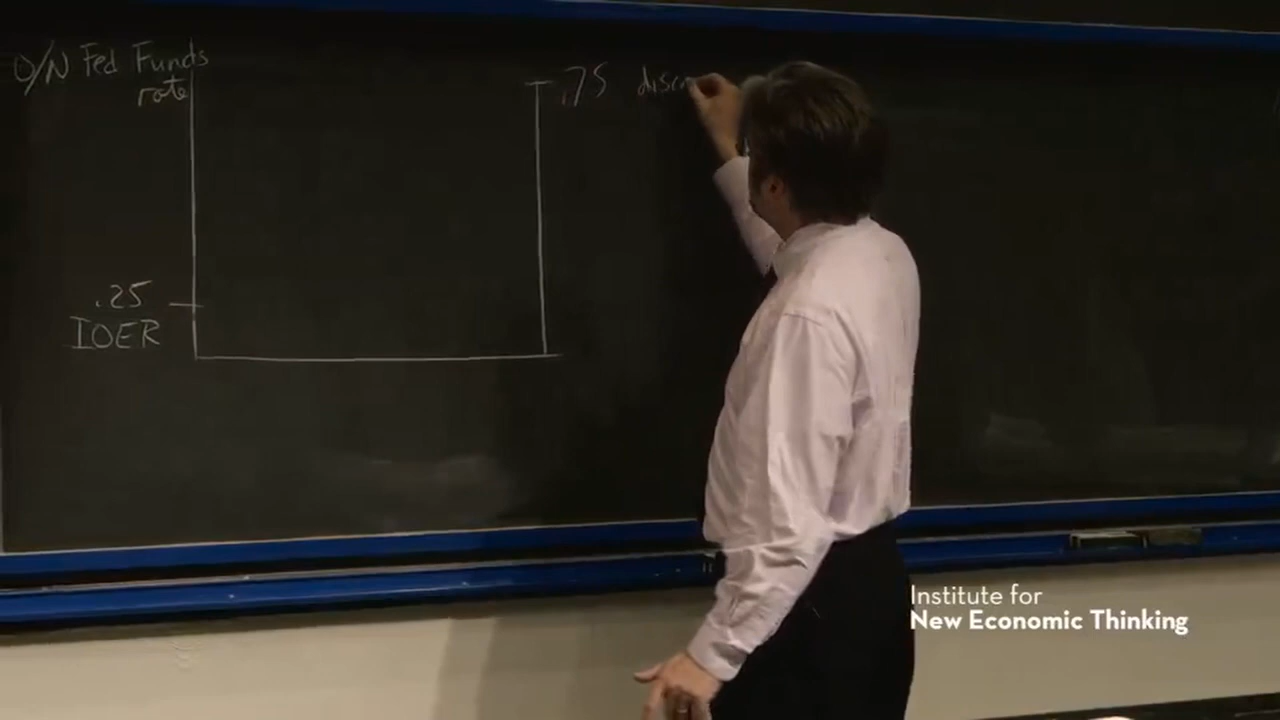 O/N Fed Funds
rate
.75 disc
.25
IOER
Institute for
New Economic Thinking